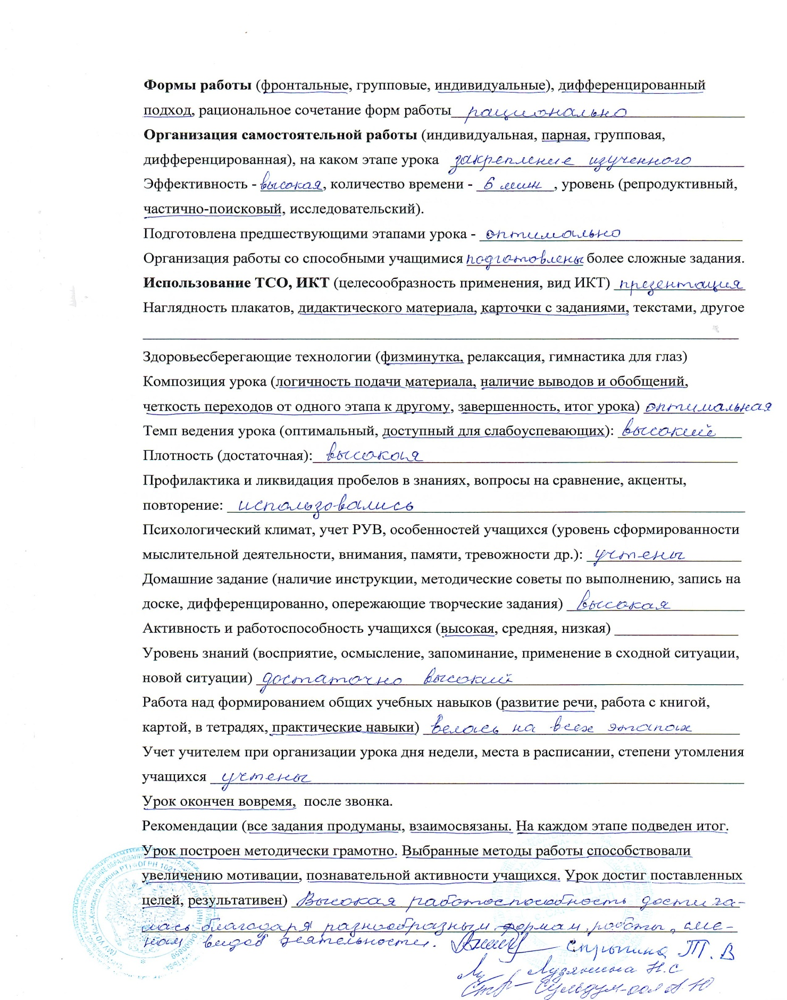 Формы работы (фронтальные, групповые, индивидуальные), дифференцированный
подход, рациональное сочетание форм работы рационально
Организация самостоятельной работы (индивидуальная, парная, групповая,
дифференцированная), на каком этапе урока закрепление изученного
Эффективность - высокая, количество времени - 6 мин, уровень (репродуктивный,
частично-поисковый, исследовательский).
Подготовлена предшествующими этапами урока - оптимально
Организация работы со способными учащимися подготовлены более сложные задания.
Использование ТСО, ИКТ (целесообразность применения, вид ИКТ) презентация
Наглядность плакатов, дидактического материала, карточки с заданиями, текстами, другое
Здоровьесберегающие технологии (физминутка, релаксация, гимнастика для глаз)
Композиция урока (логичность подачи материала, наличие выводов и обобщений,
четкость переходов от одного этапа к другому, завершенность, итог урока) оптимальная
Темп ведения урока (оптимальный, доступный для слабоуспевающих): высокий
Плотность (достаточная): высокая
Профилактика и ликвидация пробелов в знаниях, вопросы на сравнение, акценты,
повторение: использовались
Психологический климат, учет РУВ, особенностей учащихся (уровень сформированности
мыслительной деятельности, внимания, памяти, тревожности др.): учтены
Домашние задание (наличие инструкции, методические советы по выполнению, запись на
доске, дифференцированно, опережающие творческие задания) высокая
Активность и работоспособность учащихся (высокая, средняя, низкая)
Уровень знаний (восприятие, осмысление, запоминание, применение в сходной ситуации,
новой ситуации) достаточно высокий
Работа над формированием общих учебных навыков (развитие речи, работа с книгой,
картой, в тетрадях, практические навыки) велась на всех этапах
Учет учителем при организации урока дня недели, места в расписании, степени утомления
учащихся учтены
Урок окончен вовремя, после звонка.
Рекомендации (все задания продуманы, взаимосвязаны. На каждом этапе подведен итог.
Урок построен методически грамотно. Выбранные методы работы способствовали
увеличению мотивации, познавательной активности учащихся. Урок достиг поставленных
целей, результативен) Высокая работоспособность достига-
лась благодаря разнообразным формам работы, сме-
нам видов деятельности. Стрыгина Т. В
Лузянина Н. С